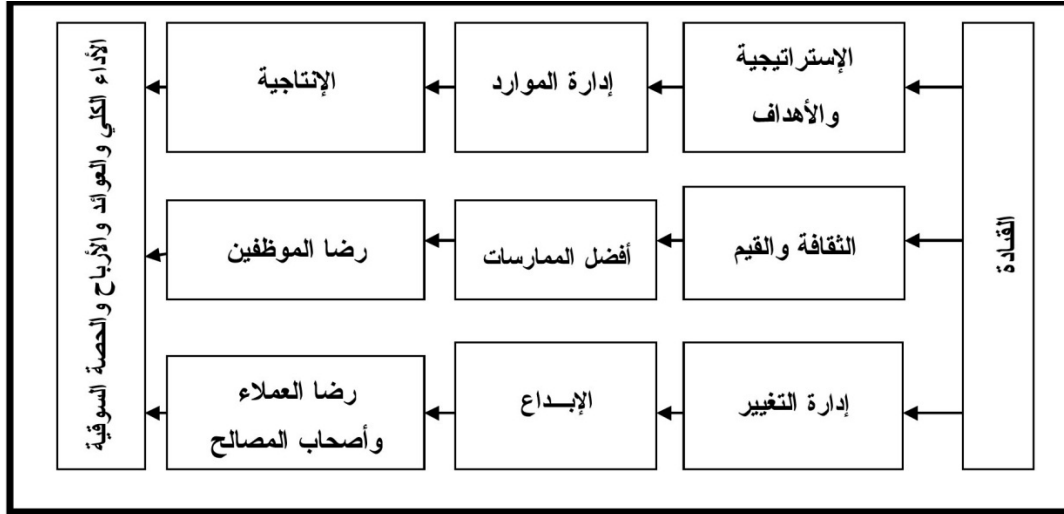 القيادة
الإستراتيجية
والأهداف
إدارة الموارد
الإنتاجية
الثقافة والقيم
أفضل الممارسات
رضا الموظفين
إدارة التغيير
الإبـــداع
رضا العملاء
وأصحاب المصالح
الأداء الكلي والعوائد والأرباح والحصة السوقية